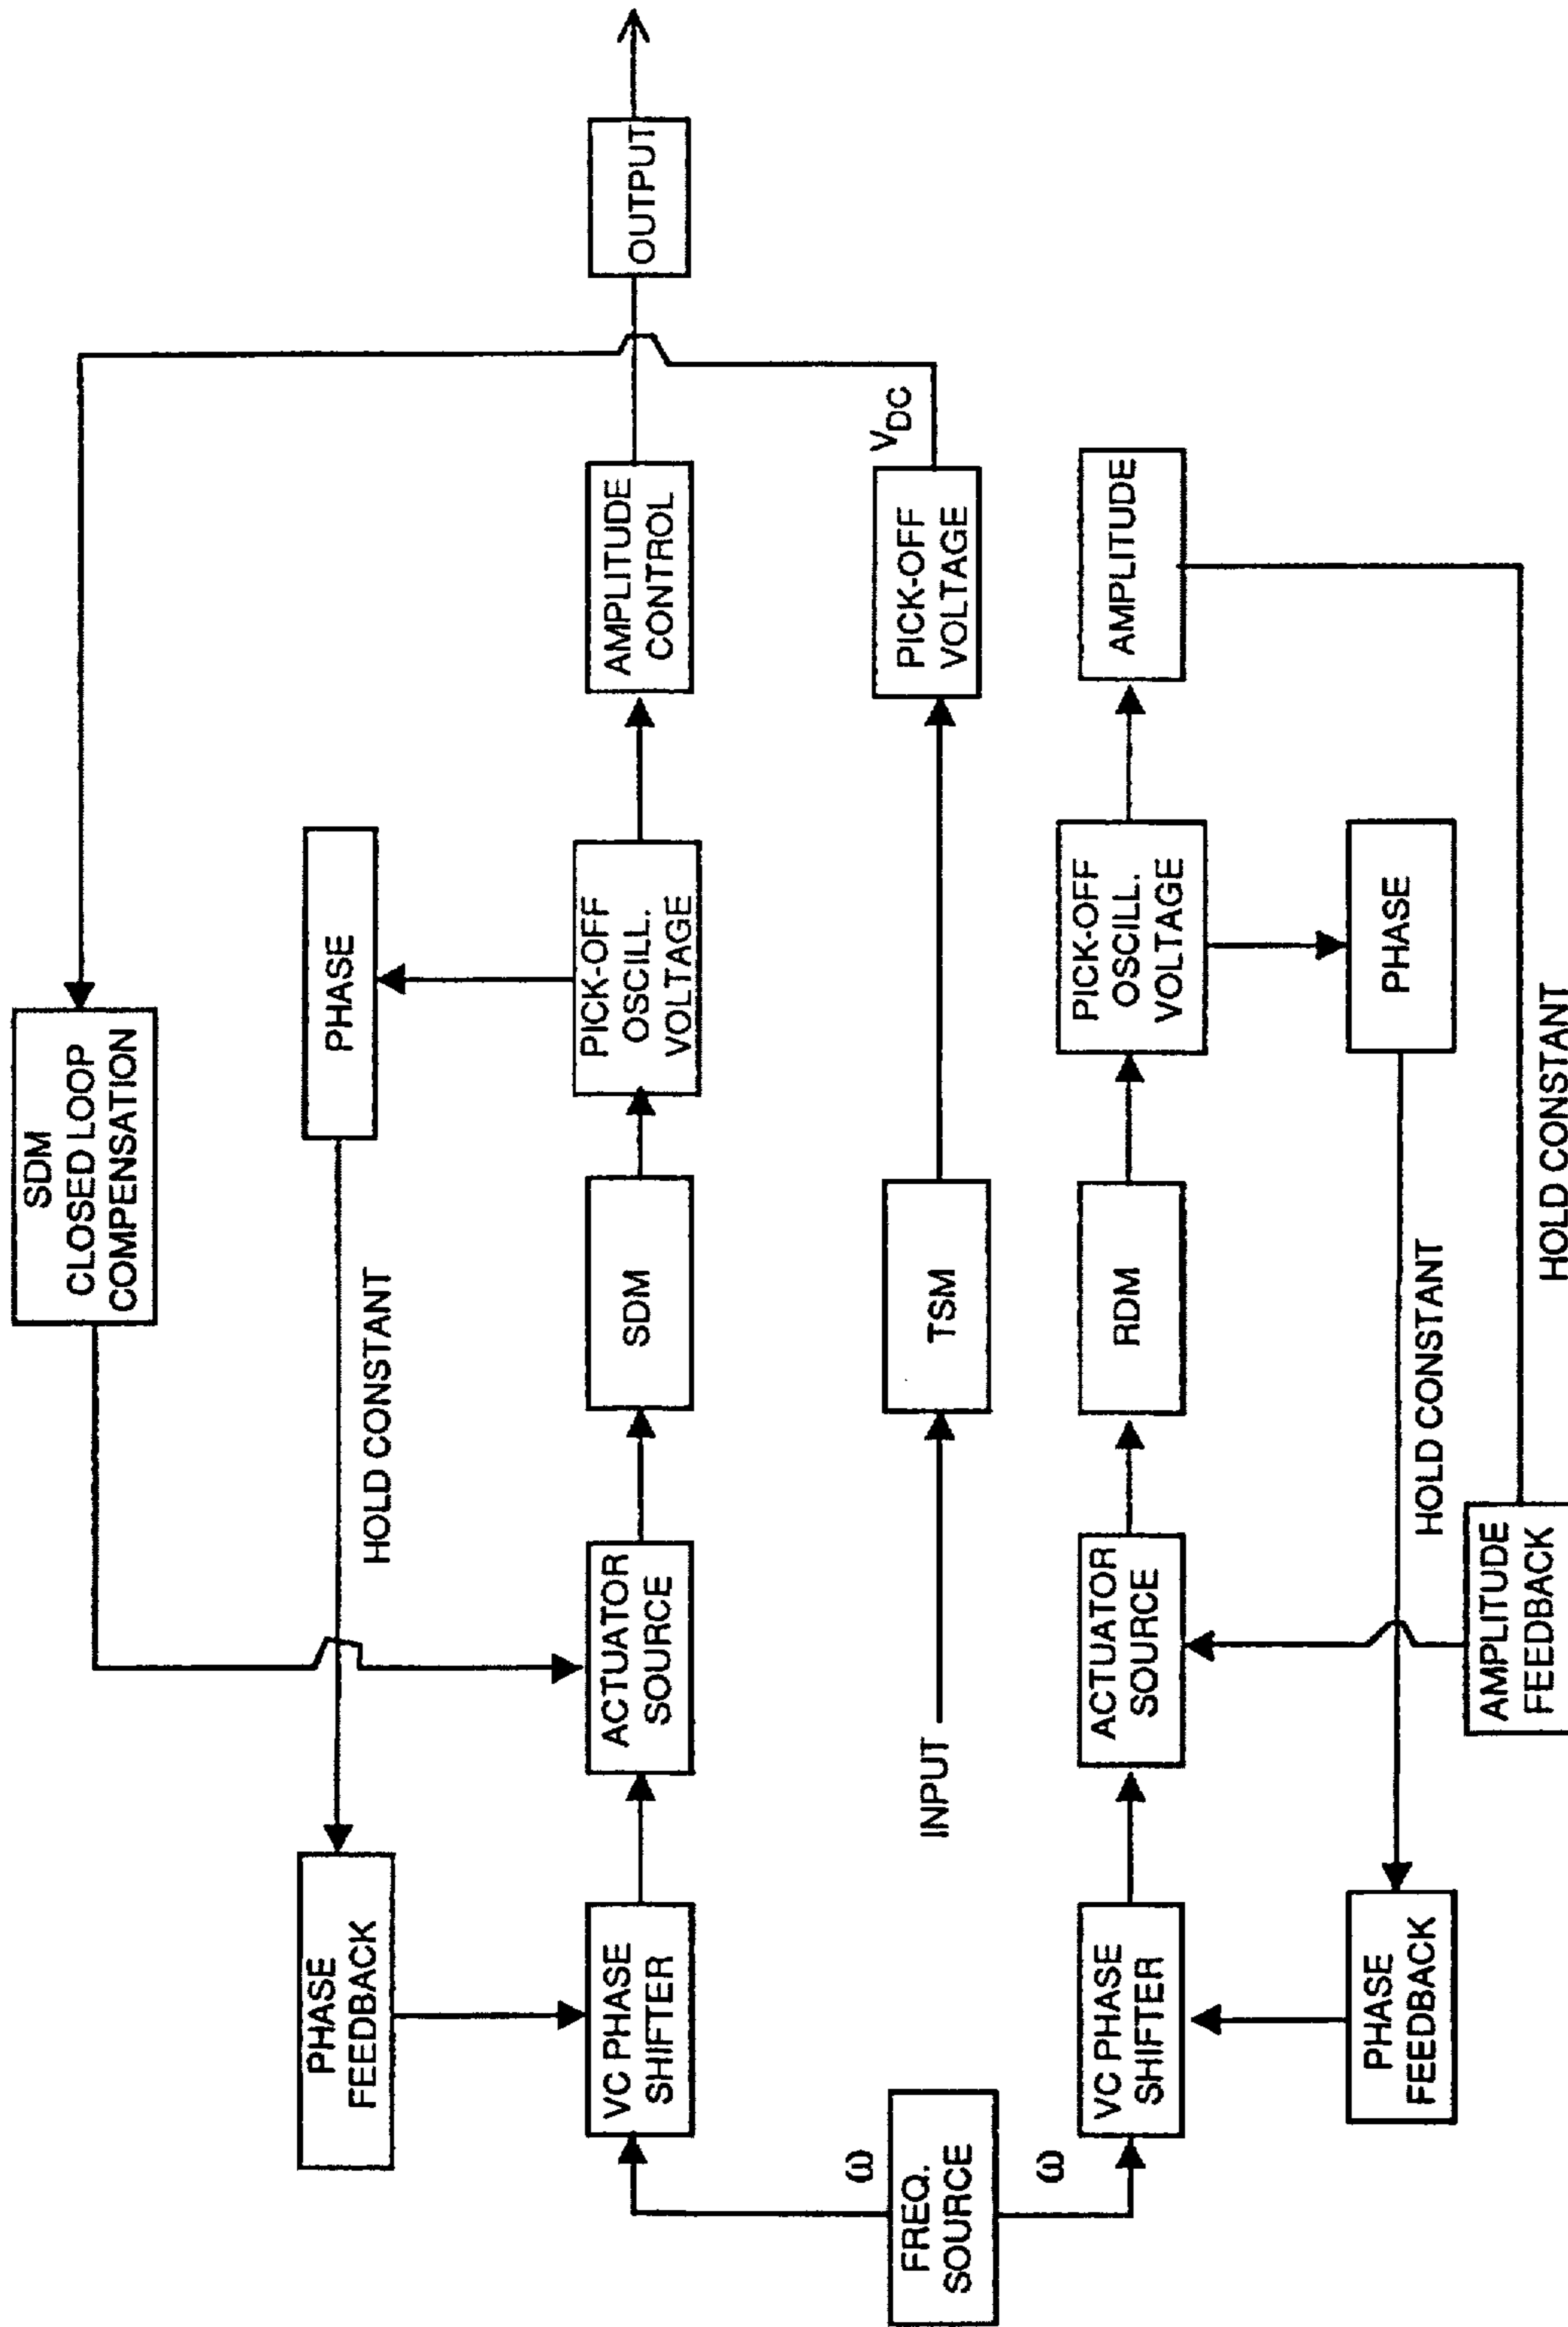 SDM
CLOSED LOOP
COMPENSATION
PHASE
FEEDBACK
HOLD CONSTANT
PHASE
VC PHASE
SHIFTER
ACTUATOR
SOURCE
SDM
PICK-OFF
OSCILL.
VOLTAGE
AMPLITUDE
CONTROL
OUTPUT
ω
FREQ.
SOURCE
ω
INPUT
TSM
PICK-OFF
VOLTAGE
VDC
VC PHASE
SHIFTER
ACTUATOR
SOURCE
RDM
PICK-OFF
OSCILL.
VOLTAGE
AMPLITUDE
PHASE
FEEDBACK
HOLD CONSTANT
PHASE
AMPLITUDE
FEEDBACK
HOLD CONSTANT